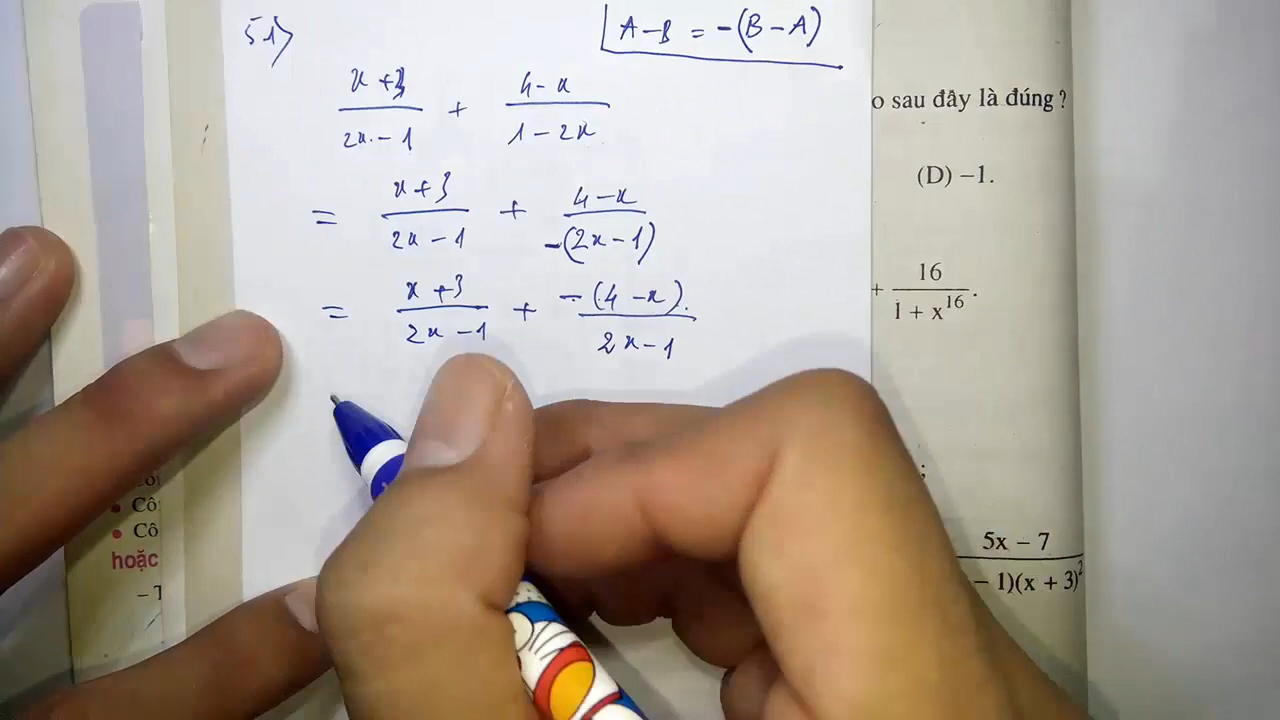 51)
A-B = -(B-A)
x+3/2x-1 + 4-x/1-2x
= x+3/2x-1 + 4-x/-(2x-1)
= x+3/2x-1 + -(4-x)/2x-1
o sau đây là đúng ?
(D) −1.
+ 16/1 + x^16.
;
5x − 7/− 1)(x + 3)^2
• Cô
• Cô
hoặc